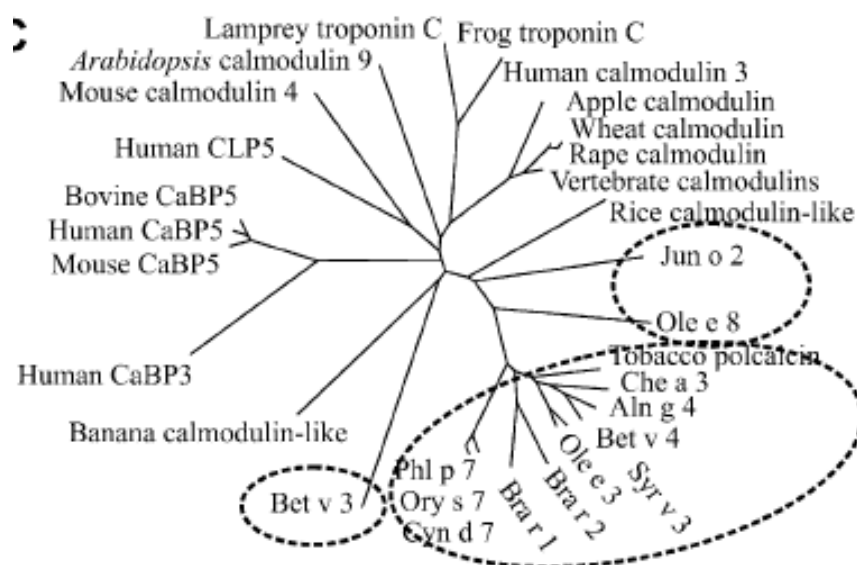 C
Lamprey troponin C
Frog troponin C
Arabidopsis calmodulin 9
Human calmodulin 3
Mouse calmodulin 4
Apple calmodulin
Wheat calmodulin
Human CLP5
Rape calmodulin
Vertebrate calmodulins
Bovine CaBP5
Rice calmodulin-like
Human CaBP5
Mouse CaBP5
Jun o 2
Ole e 8
Tobacco polcalcin
Human CaBP3
Che a 3
Aln g 4
Banana calmodulin-like
Bet v 4
Phl p 7
Ole e 3
Syr v 3
Bet v 3
Ory s 7
Bra r 1
Bra r 2
Cyn d 7